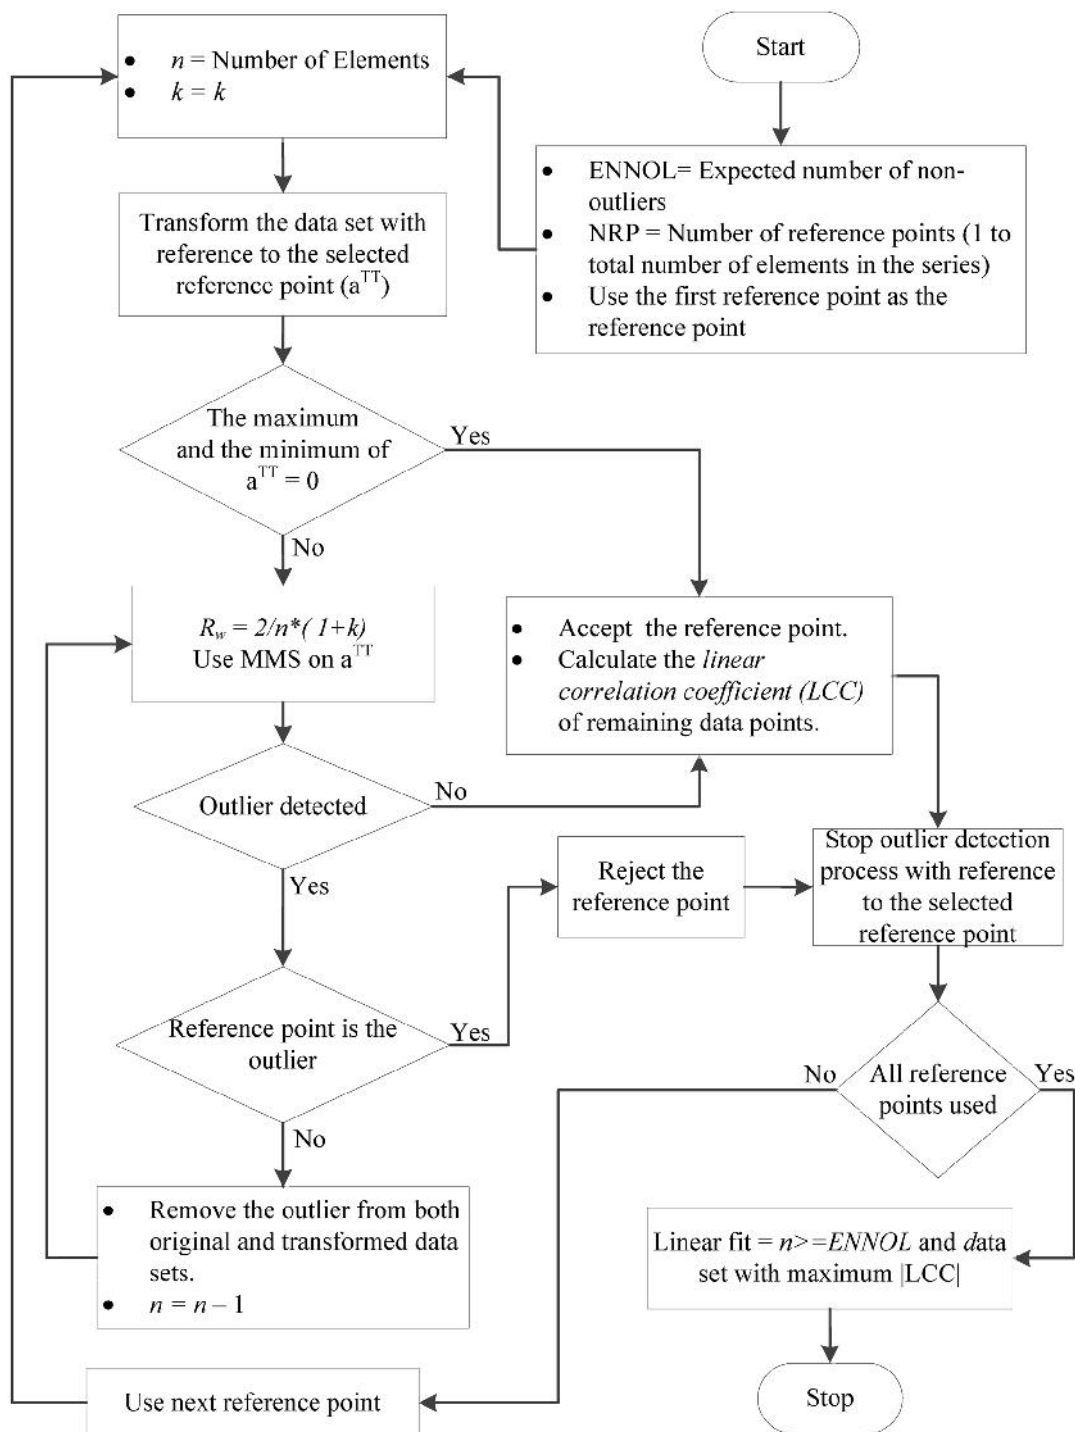 Start
• ENNOL= Expected number of non-
outliers
• NRP = Number of reference points (1 to
total number of elements in the series)
• Use the first reference point as the
reference point
• n = Number of Elements
• k = k
Transform the data set with
reference to the selected
reference point (a^TT)
The maximum
and the minimum of
a^TT = 0
Yes
No
R_w = 2/n*( 1+k)
Use MMS on a^TT
• Accept the reference point.
• Calculate the linear
correlation coefficient (LCC)
of remaining data points.
Outlier detected
No
Yes
Reject the
reference point
Stop outlier detection
process with reference
to the selected
reference point
Reference point is the
outlier
Yes
No
All reference
points used
No
Yes
• Remove the outlier from both
original and transformed data
sets.
• n = n – 1
Linear fit = n>=ENNOL and data
set with maximum |LCC|
Use next reference point
Stop